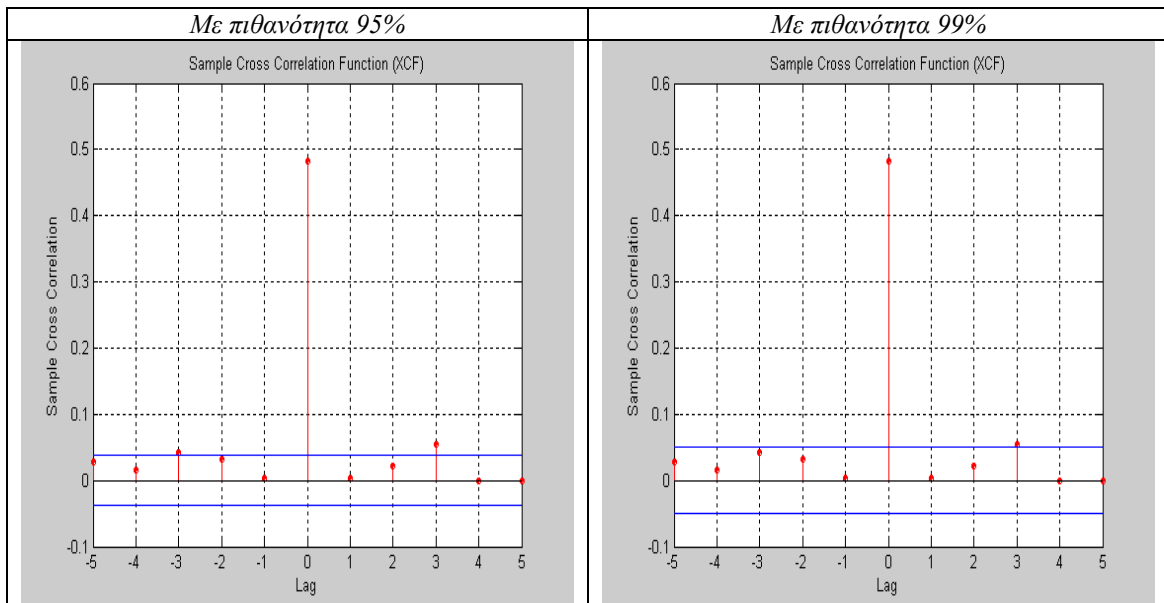 Με πιθανότητα 95%
Sample Cross Correlation Function (XCF)
0.6
0.5
0.4
0.3
0.2
0.1
0
-0.1
Sample Cross Correlation
-5 -4 -3 -2 -1 0 1 2 3 4 5
Lag
Με πιθανότητα 99%
Sample Cross Correlation Function (XCF)
0.6
0.5
0.4
0.3
0.2
0.1
0
-0.1
Sample Cross Correlation
-5 -4 -3 -2 -1 0 1 2 3 4 5
Lag